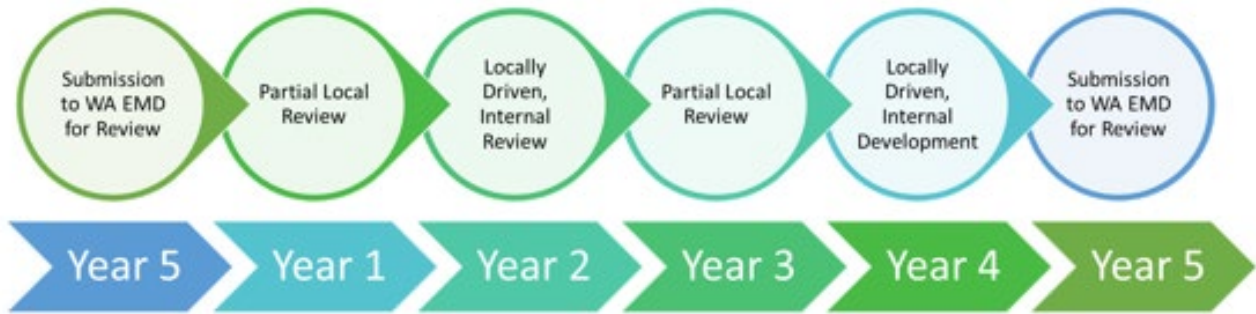 Submission
to WA EMD
for Review
Partial Local
Review
Locally
Driven,
Internal
Review
Partial Local
Review
Locally
Driven,
Internal
Development
Submission
to WA EMD
for Review
Year 5
Year 1
Year 2
Year 3
Year 4
Year 5